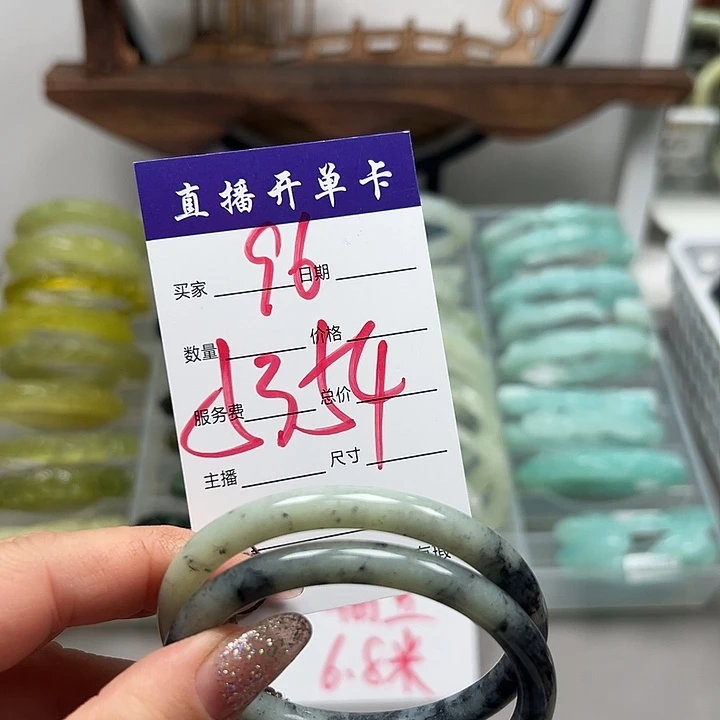 直播开单卡
96
买家 日期
数量 价格
服务费 总价
主播 尺寸
6.8米